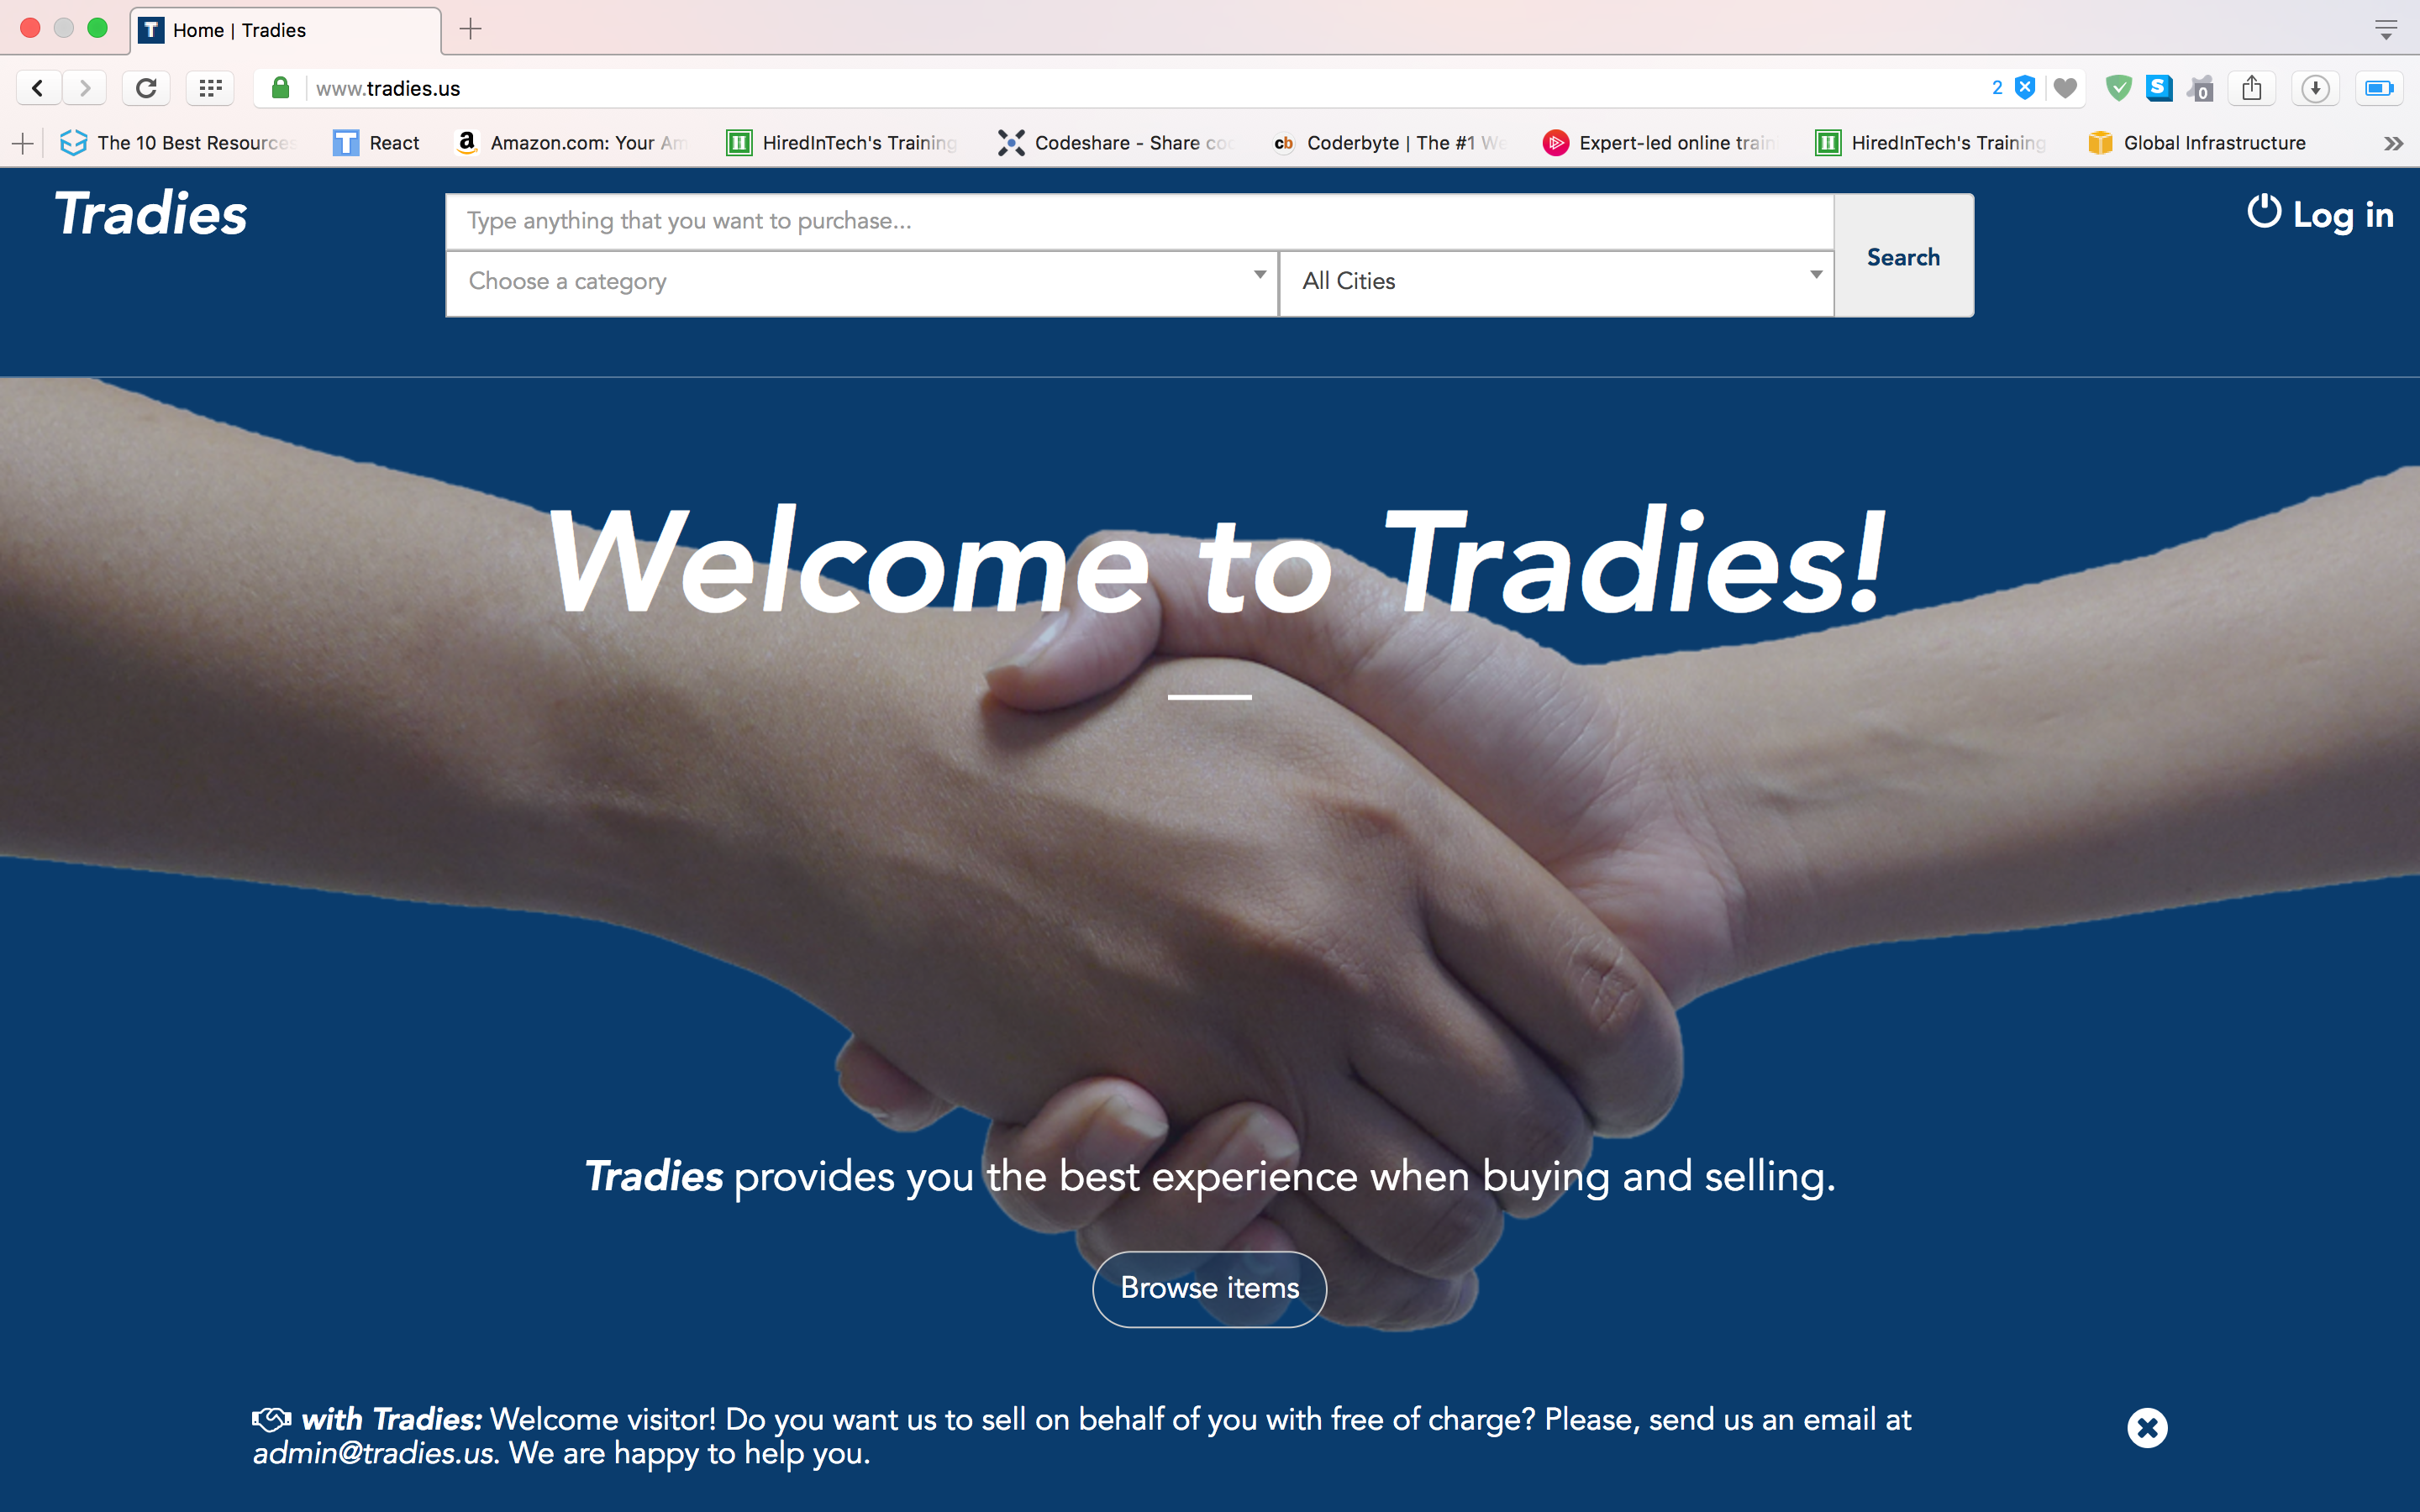 Home | Tradies
www.tradies.us
2
0
The 10 Best Resources
React
Amazon.com: Your Am
HiredInTech's Training
Codeshare - Share co
Coderbyte | The #1 We
Expert-led online train
HiredInTech's Training
Global Infrastructure
Tradies
Type anything that you want to purchase...
Choose a category
All Cities
Search
Log in
Welcome to Tradies!
Tradies provides you the best experience when buying and selling.
Browse items
with Tradies: Welcome visitor! Do you want us to sell on behalf of you with free of charge? Please, send us an email at
admin@tradies.us. We are happy to help you.